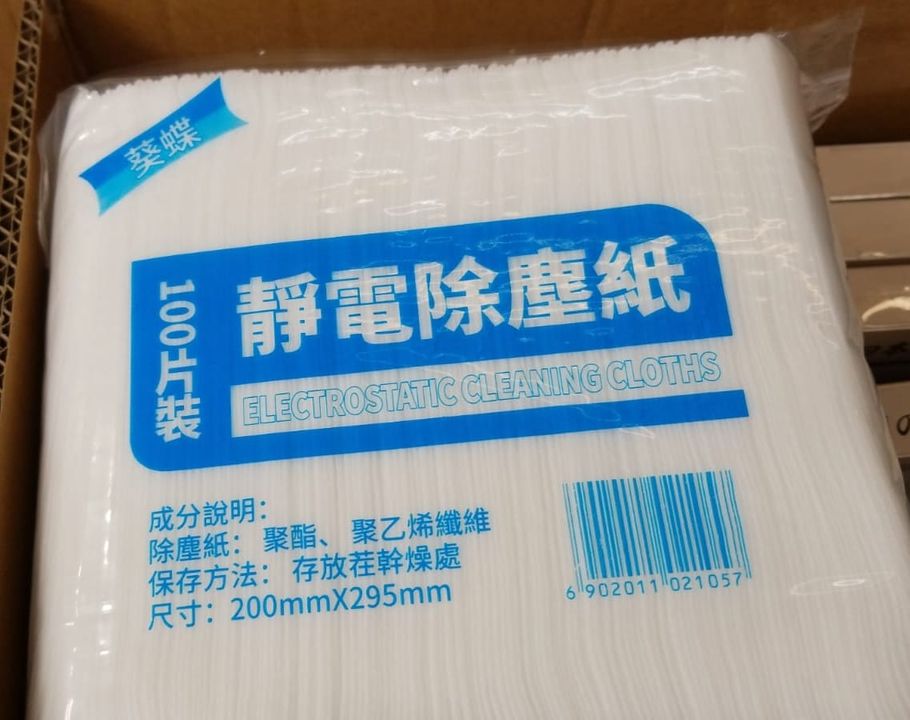 葵蝶
100片裝
靜電除塵紙
ELECTROSTATIC CLEANING CLOTHS
成分說明：
除塵紙：聚酯、聚乙烯纖維
保存方法：存放茬幹燥處
尺寸：200mmX295mm
6 902011 021057